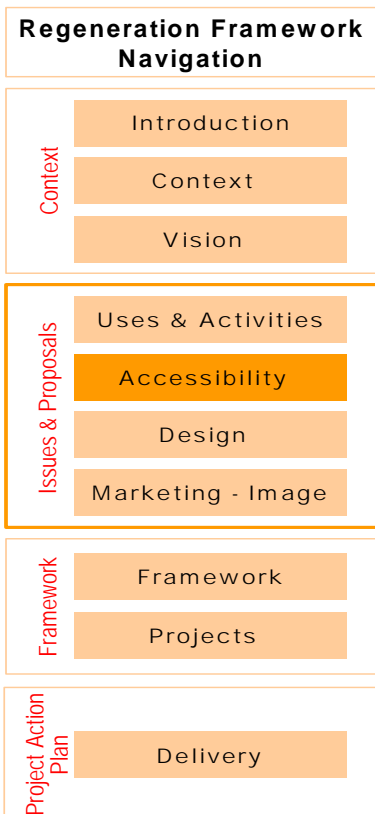 Regeneration Framework
Navigation
Context
Introduction
Context
Vision
Issues & Proposals
Uses & Activities
Accessibility
Design
Marketing - Image
Framework
Framework
Projects
Project Action
Plan
Delivery